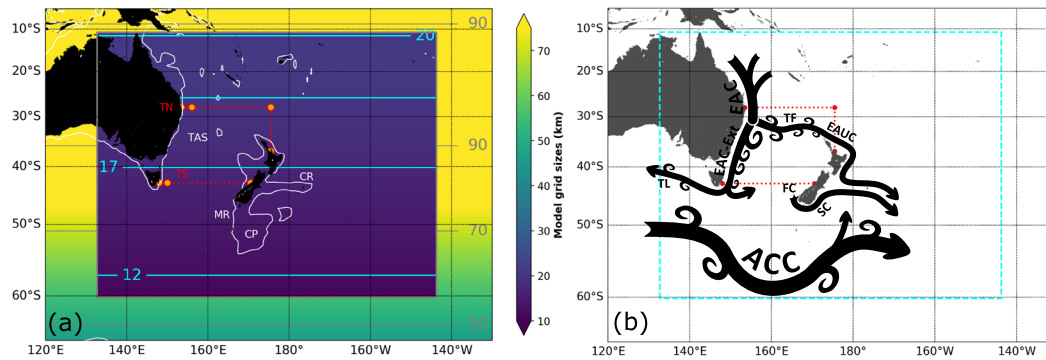 10°S
20°S
30°S
40°S
50°S
60°S
120°E
140°E
160°E
180°
160°W
140°W
90
20
TN
TAS
90
17
TS
CR
MR
CP
70
12
50
(a)
70
60
50
40
30
20
10
Model grid sizes (km)
10°S
20°S
30°S
40°S
50°S
60°S
120°E
140°E
160°E
180°
160°W
140°W
EAC
TF
EAUC
EAC-Ext
TL
FC
SC
ACC
(b)